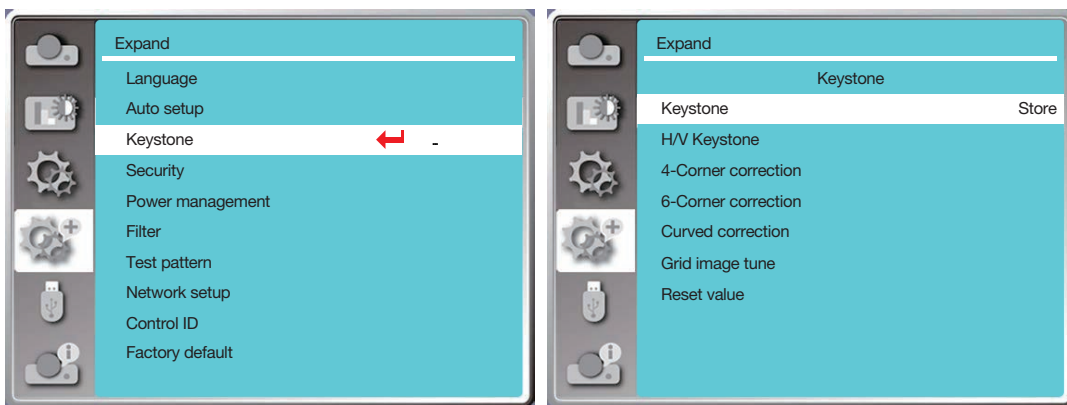 Expand
Language
Auto setup
Keystone -
Security
Power management
Filter
Test pattern
Network setup
Control ID
Factory default
Expand
Keystone
Keystone Store
H/V Keystone
4-Corner correction
6-Corner correction
Curved correction
Grid image tune
Reset value